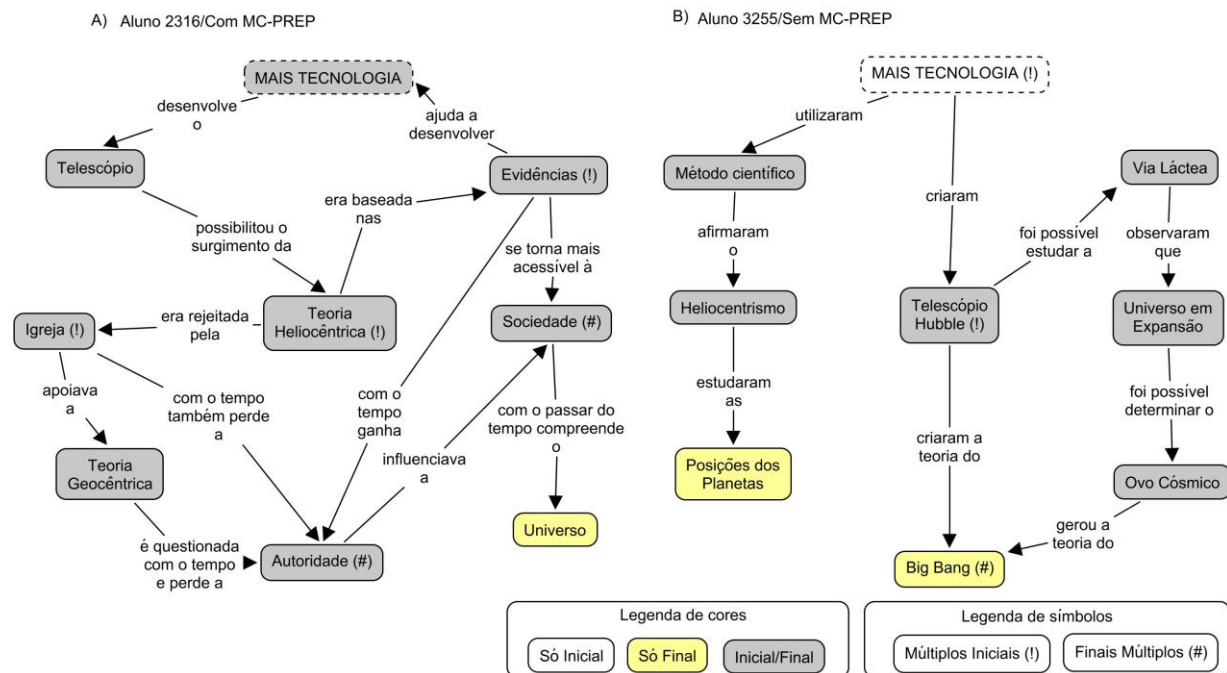 A) Aluno 2316/Com MC-PREP
MAIS TECNOLOGIA
desenvolve
o
ajuda a
desenvolver
Telescópio
Evidências (!)
era baseada
nas
possibilitou o
surgimento da
se torna mais
acessível à
Igreja (!)
era rejeitada
pela
Teoria
Heliocêntrica (!)
Sociedade (#)
apoiava
a
com o tempo
também perde
a
com o
tempo
ganha
com o passar do
tempo compreende
o
influenciava
a
Teoria
Geocêntrica
Universo
é questionada
com o tempo
e perde a
Autoridade (#)
B) Aluno 3255/Sem MC-PREP
MAIS TECNOLOGIA (!)
utilizaram
Método científico
Via Láctea
criaram
afirmaram
o
foi possível
estudar a
observaram
que
Heliocentrismo
Telescópio
Hubble (!)
Universo em
Expansão
estudaram
as
foi possível
determinar o
criaram a
teoria do
Posições dos
Planetas
Ovo Cósmico
gerou a
teoria do
Big Bang (#)
Legenda de cores
Só Inicial
Só Final
Inicial/Final
Legenda de símbolos
Múltiplos Iniciais (!)
Finais Múltiplos (#)